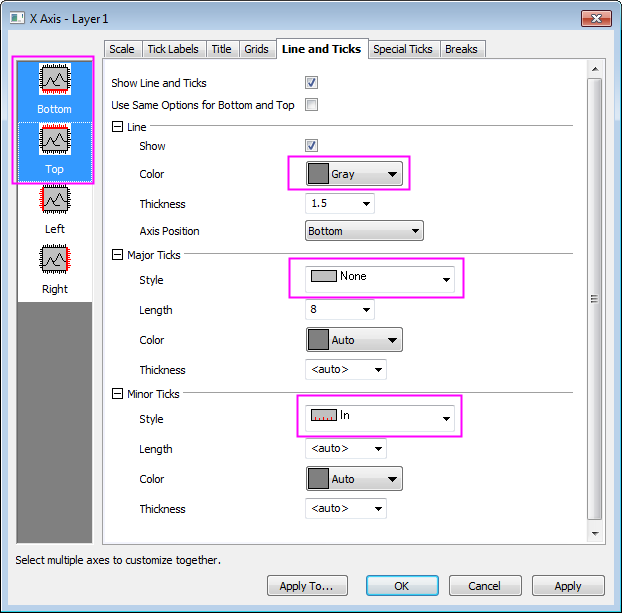 X Axis - Layer1
Scale Tick Labels Title Grids Line and Ticks Special Ticks Breaks
Bottom
Top
Left
Right
Show Line and Ticks
Use Same Options for Bottom and Top
Line
Show
Color Gray
Thickness 1.5
Axis Position Bottom
Major Ticks
Style None
Length 8
Color Auto
Thickness <auto>
Minor Ticks
Style In
Length <auto>
Color Auto
Thickness <auto>
Select multiple axes to customize together.
Apply To... OK Cancel Apply